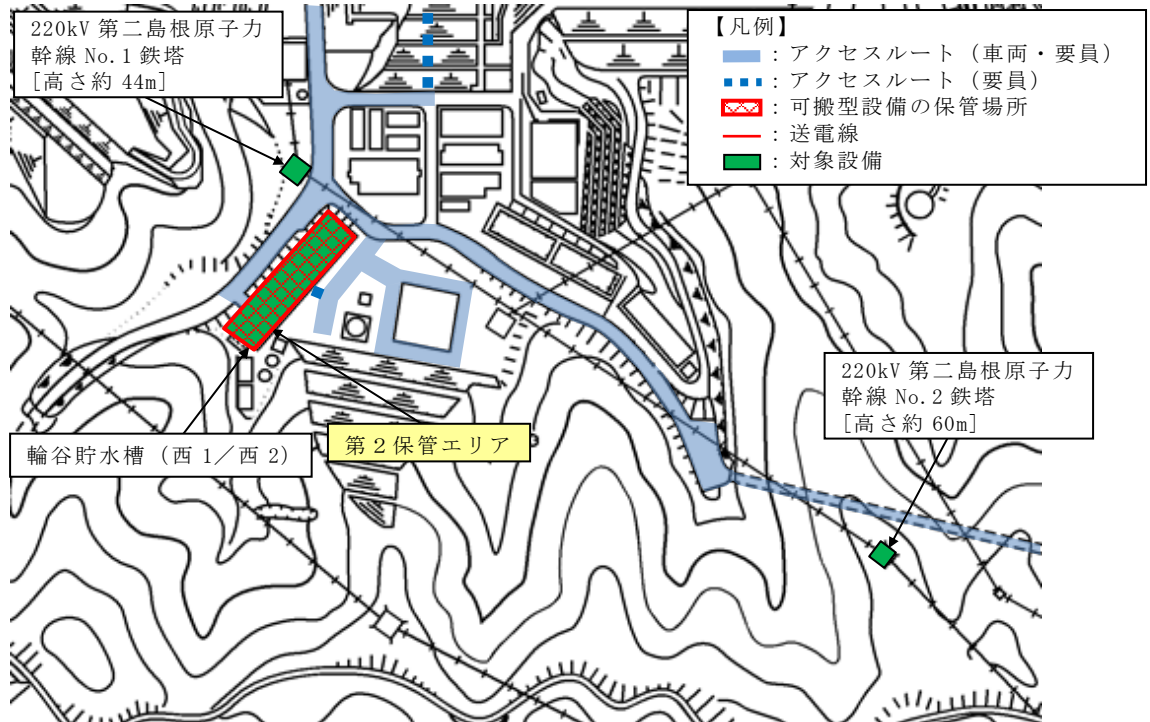 220kV 第二島根原子力
幹線 No.1 鉄塔
[高さ約 44m]
【凡例】
：アクセスルート（車両・要員）
：アクセスルート（要員）
：可搬型設備の保管場所
：送電線
：対象設備
220kV 第二島根原子力
幹線 No.2 鉄塔
[高さ約 60m]
輪谷貯水槽（西 1／西 2）
第２保管エリア